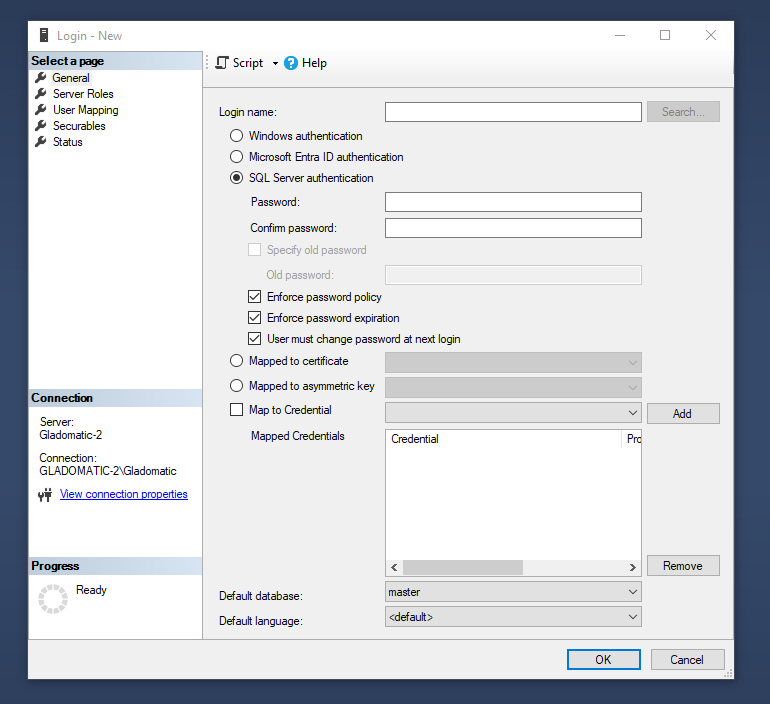 Login - New
Select a page
General
Server Roles
User Mapping
Securables
Status
Connection
Server:
Gladomatic-2
Connection:
GLADOMATIC-2\Gladomatic
View connection properties
Progress
Ready
Script
Help
Login name:
Search...
Windows authentication
Microsoft Entra ID authentication
SQL Server authentication
Password:
Confirm password:
Specify old password
Old password:
Enforce password policy
Enforce password expiration
User must change password at next login
Mapped to certificate
Mapped to asymmetric key
Map to Credential
Add
Mapped Credentials
Credential
Pro
Remove
Default database:
master
Default language:
<default>
OK
Cancel